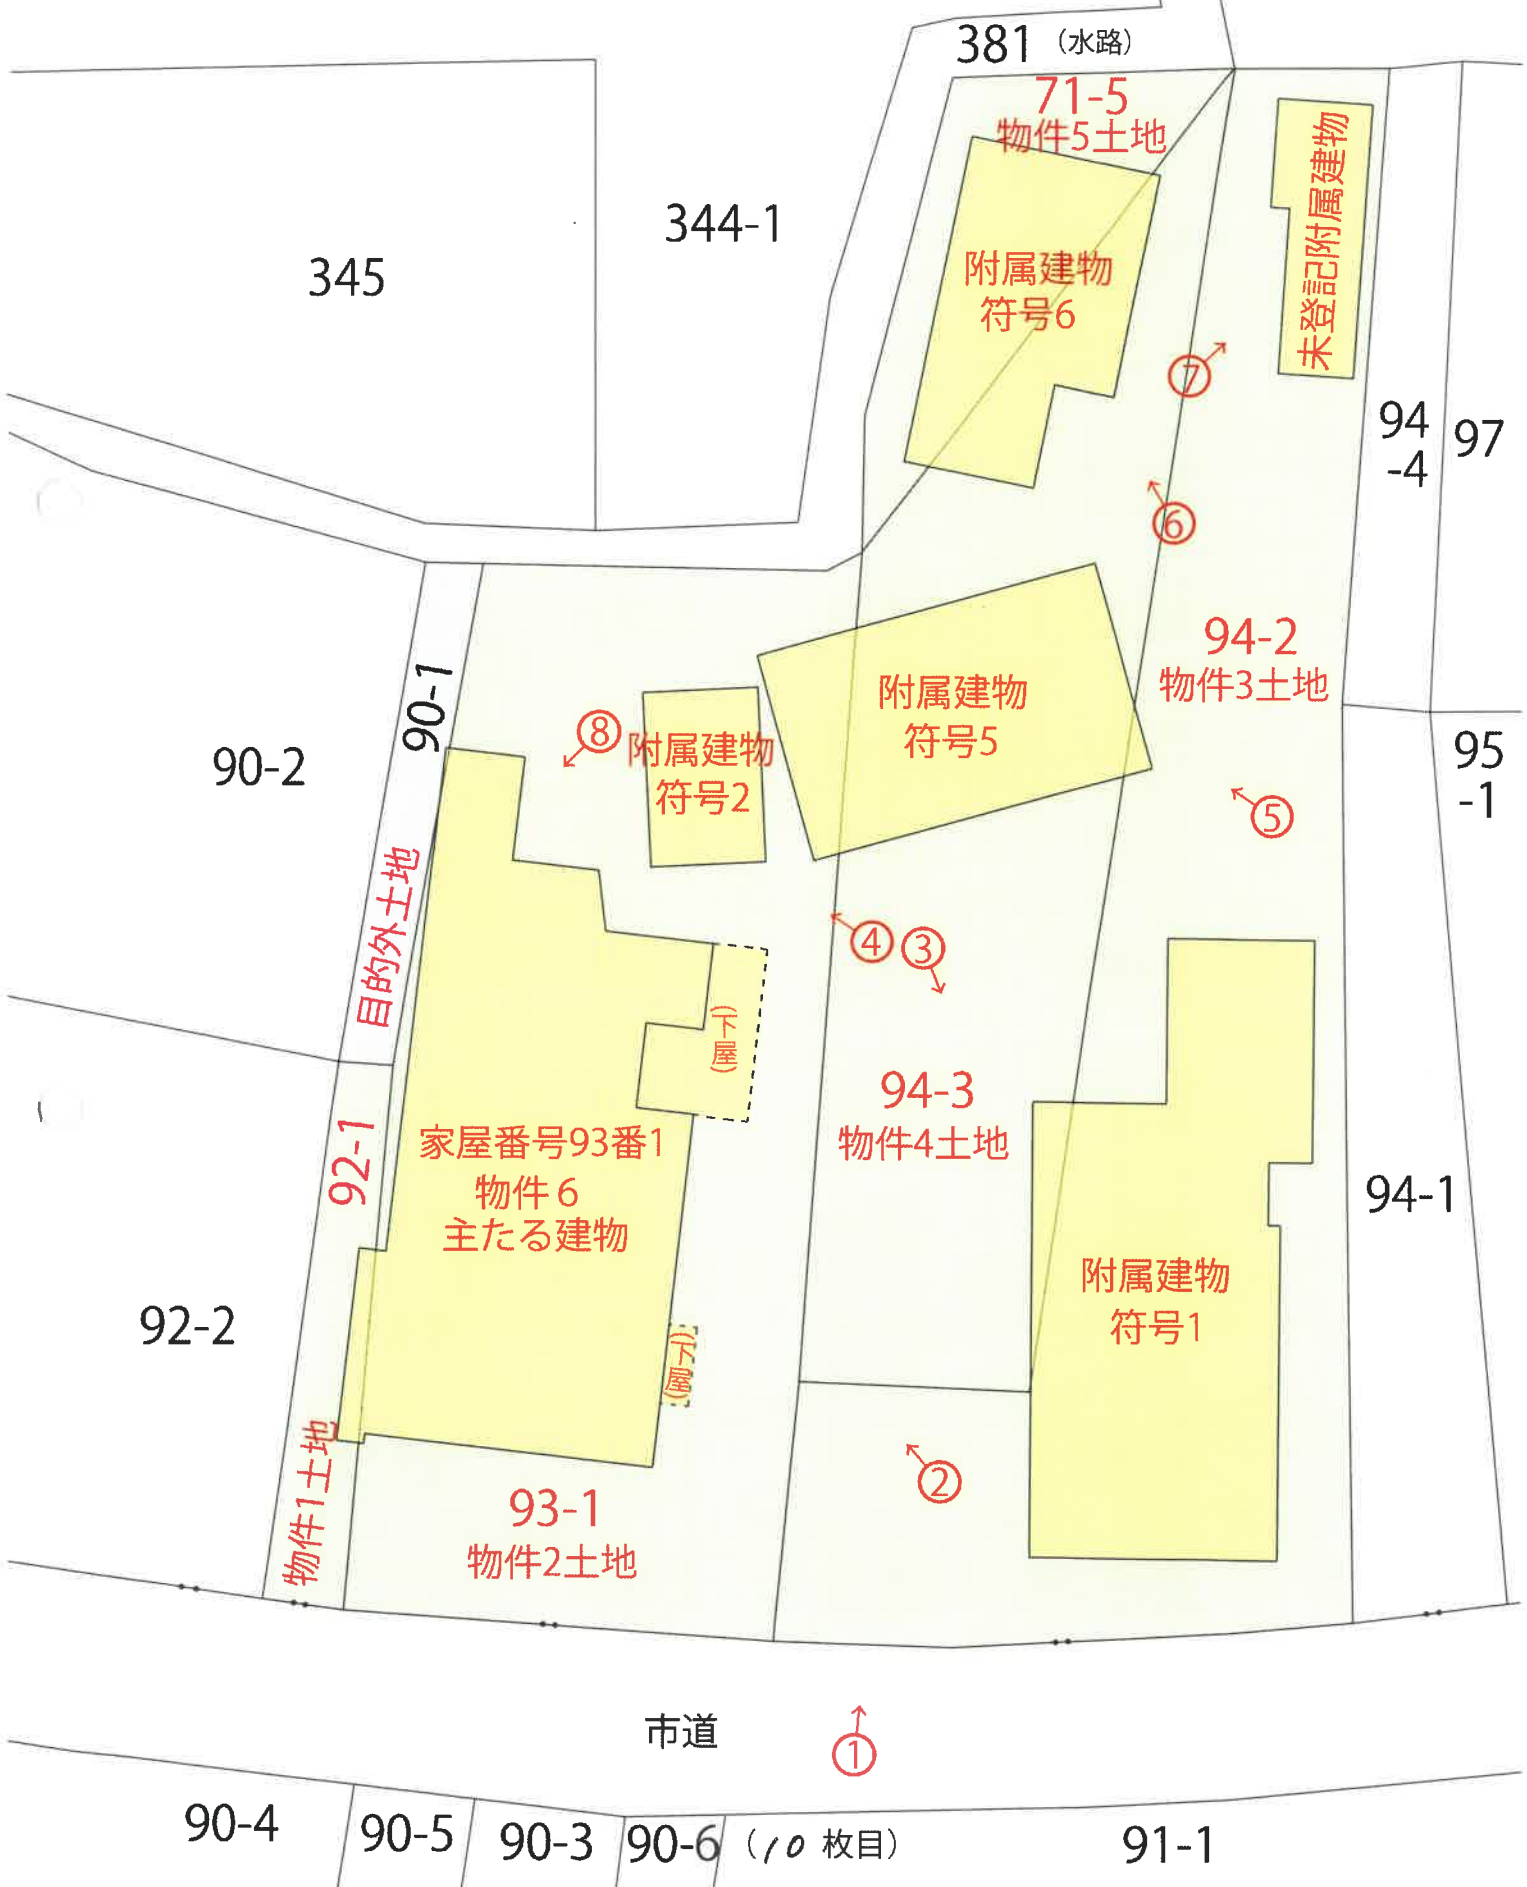 381 (水路)
71-5
物件5土地
未登記附属建物
344-1
345
附属建物
符号6
⑦
94
-4
97
⑥
94-2
物件3土地
90-1
附属建物
符号5
⑧
附属建物
符号2
90-2
95
-1
⑤
目的外土地
④
③
(下屋)
94-3
物件4土地
92-1
家屋番号93番1
物件6
主たる建物
94-1
附属建物
符号1
92-2
(下屋)
物件1土地
②
93-1
物件2土地
市道
①
90-4
90-5
90-3
90-6
(10枚目)
91-1